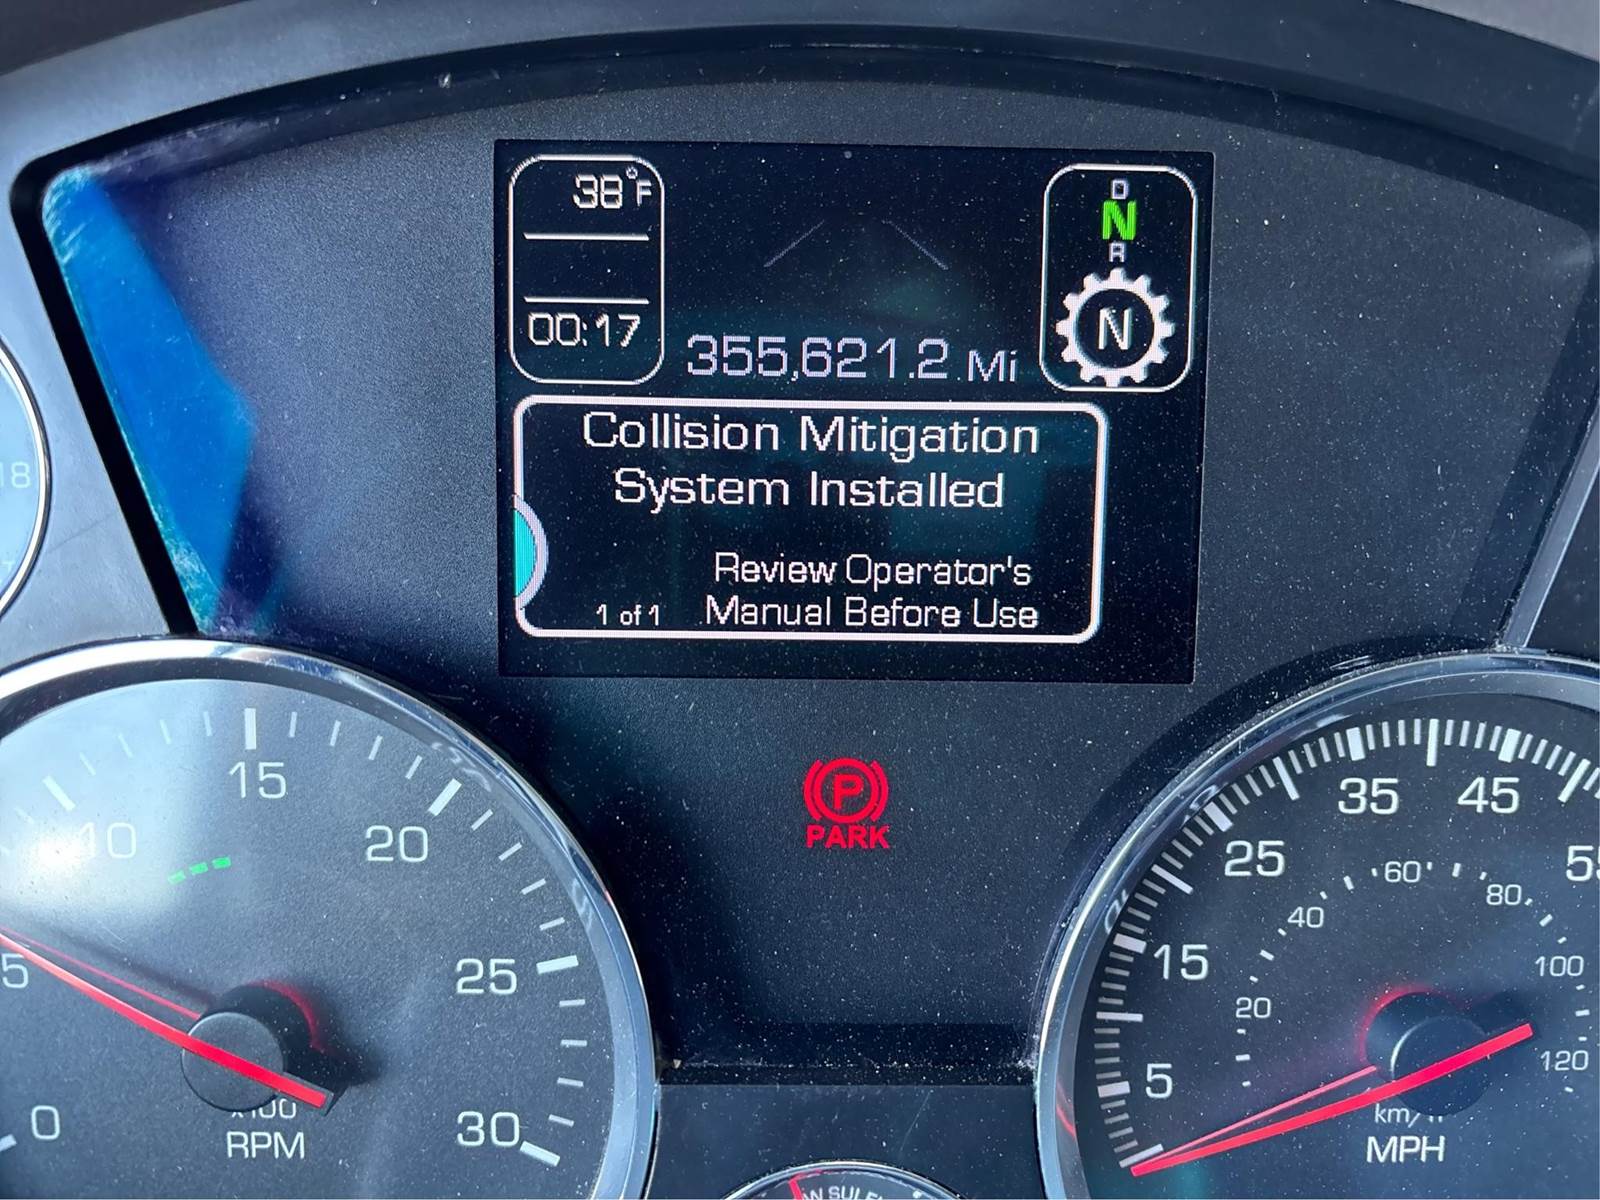 38°F
00:17
355,621.2 Mi
D
N
R
N
Collision Mitigation
System Installed
Review Operator's
1 of 1 Manual Before Use
PARK
18
0
5
10
15
20
25
30
x100
RPM
5
15
25
35
45
20
40
60
80
100
120
km/h
MPH